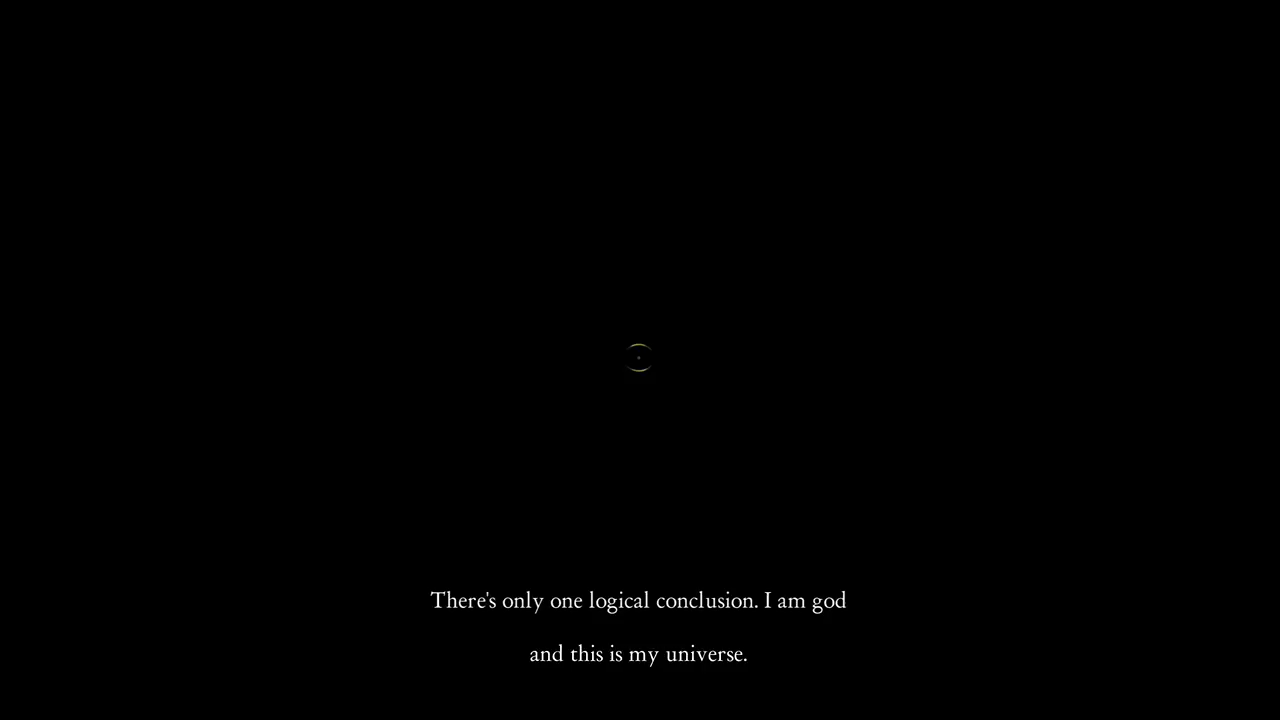 There's only one logical conclusion. I am god
and this is my universe.